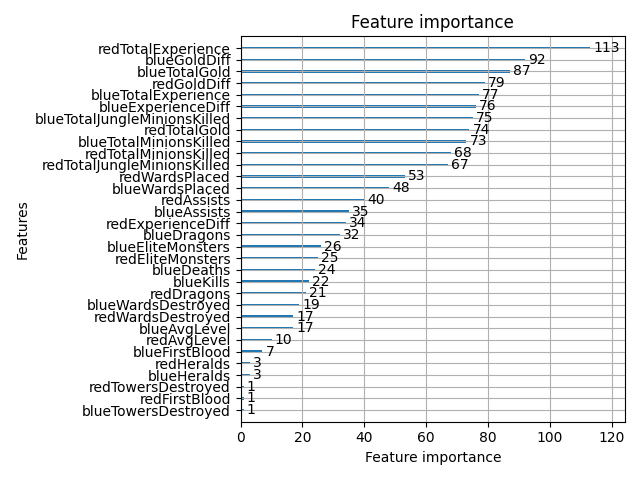 Feature importance
redTotalExperience 113
blueGoldDiff 92
blueTotalGold 87
redGoldDiff 79
blueTotalExperience 77
blueExperienceDiff 76
blueTotalJungleMinionsKilled 75
redTotalGold 74
blueTotalMinionsKilled 73
redTotalMinionsKilled 68
redTotalJungleMinionsKilled 67
redWardsPlaced 53
blueWardsPlaced 48
redAssists 40
blueAssists 35
redExperienceDiff 34
blueDragons 32
blueEliteMonsters 26
redEliteMonsters 25
blueDeaths 24
blueKills 22
redDragons 21
blueWardsDestroyed 19
redWardsDestroyed 17
blueAvgLevel 17
redAvgLevel 10
blueFirstBlood 7
redHeralds 3
blueHeralds 3
redTowersDestroyed 1
redFirstBlood 1
blueTowersDestroyed 1
0 20 40 60 80 100 120
Feature importance
Features